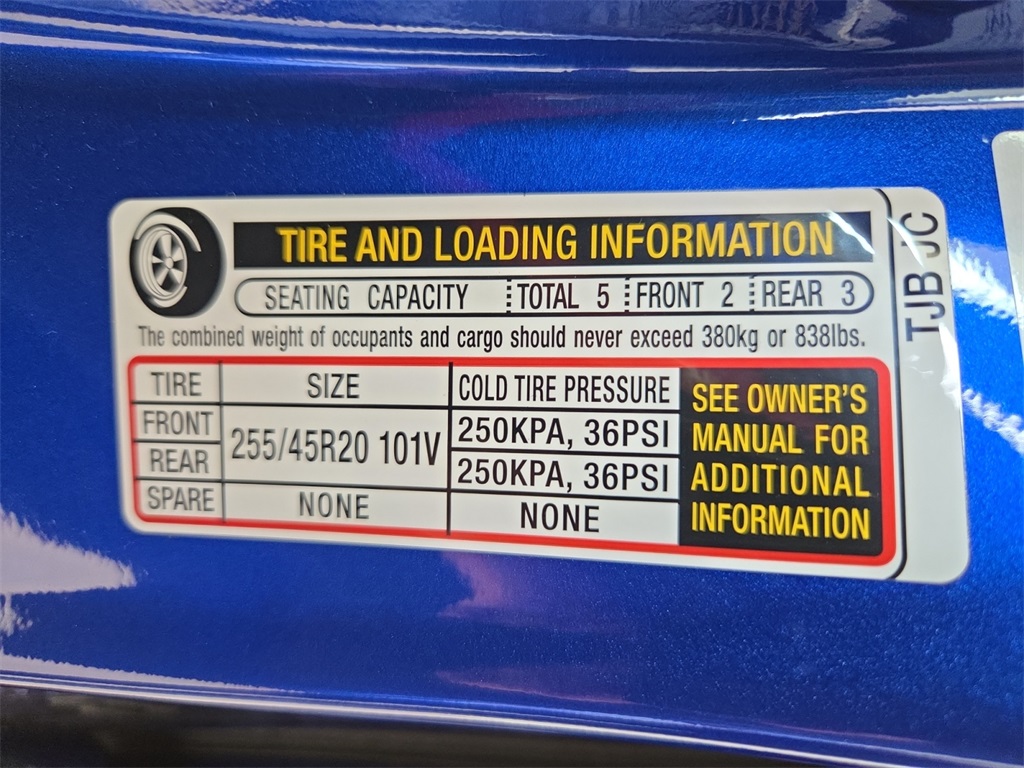 TIRE AND LOADING INFORMATION
SEATING CAPACITY TOTAL 5 FRONT 2 REAR 3
The combined weight of occupants and cargo should never exceed 380kg or 838lbs.
TIRE SIZE COLD TIRE PRESSURE
FRONT 255/45R20 101V 250KPA, 36PSI
REAR 250KPA, 36PSI
SPARE NONE NONE
SEE OWNER'S
MANUAL FOR
ADDITIONAL
INFORMATION
TJB JC